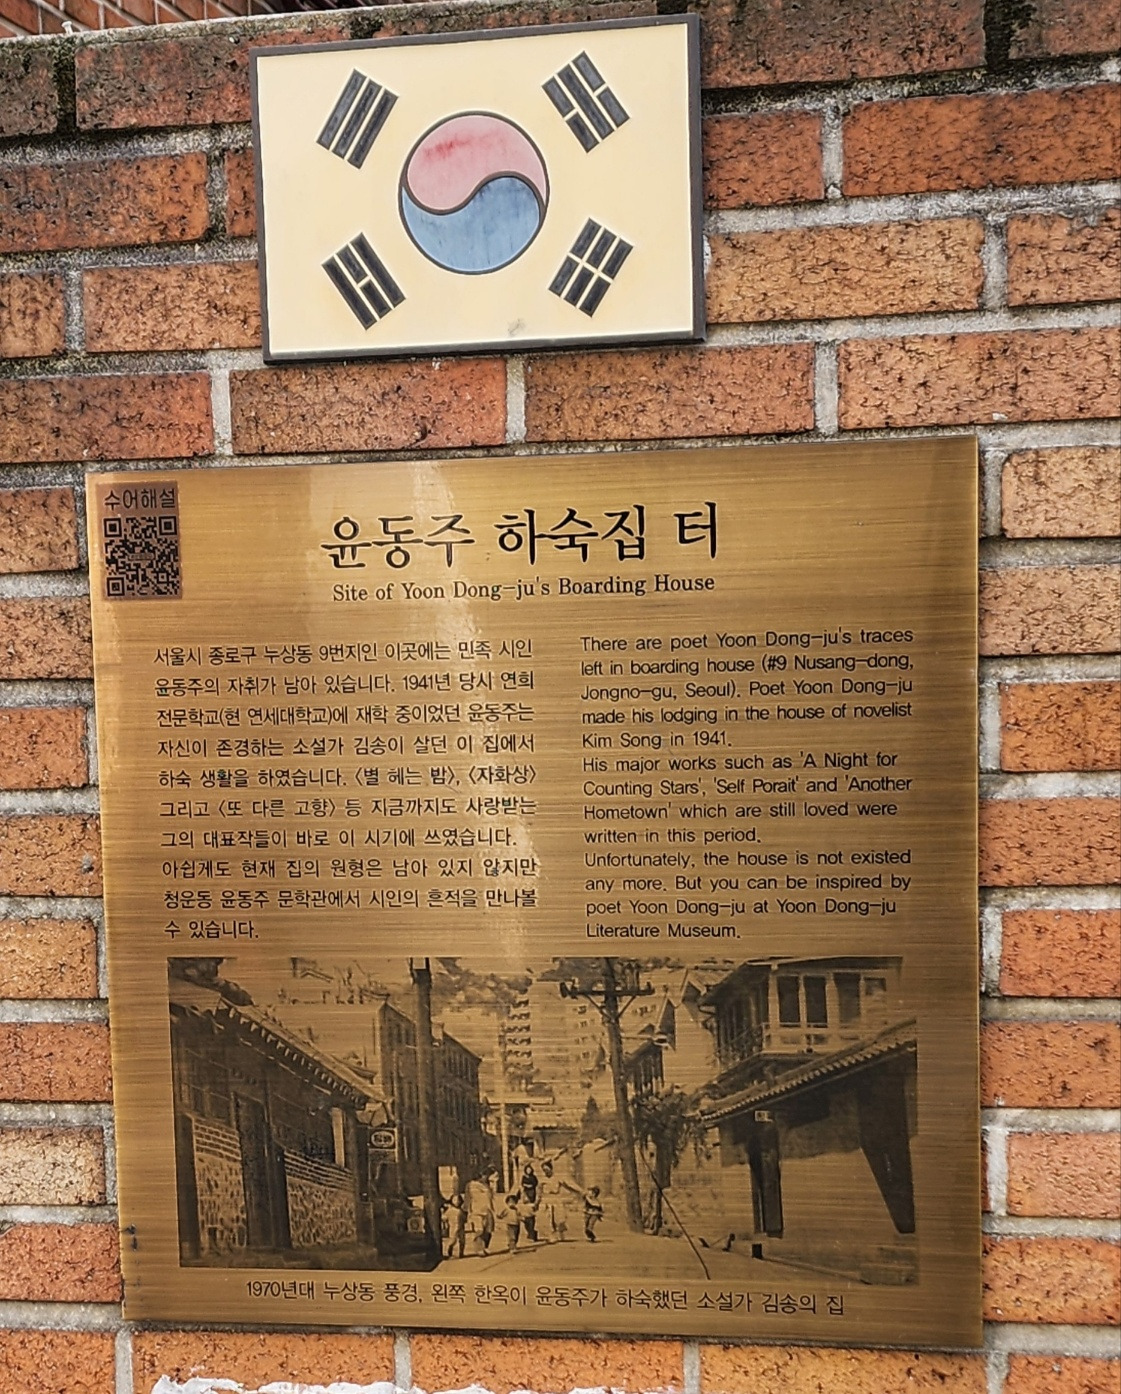 수어해설
윤동주 하숙집 터
Site of Yoon Dong-ju's Boarding House
서울시 종로구 누상동 9번지인 이곳에는 민족 시인
윤동주의 자취가 남아 있습니다. 1941년 당시 연희
전문학교(현 연세대학교)에 재학 중이었던 윤동주는
자신이 존경하는 소설가 김송이 살던 이 집에서
하숙 생활을 하였습니다. 〈별 헤는 밤〉, 〈자화상〉
그리고 〈또 다른 고향〉 등 지금까지도 사랑받는
그의 대표작들이 바로 이 시기에 쓰였습니다.
아쉽게도 현재 집의 원형은 남아 있지 않지만
청운동 윤동주 문학관에서 시인의 흔적을 만나볼
수 있습니다.
There are poet Yoon Dong-ju's traces
left in boarding house (#9 Nusang-dong,
Jongno-gu, Seoul). Poet Yoon Dong-ju
made his lodging in the house of novelist
Kim Song in 1941.
His major works such as 'A Night for
Counting Stars', 'Self Porait' and 'Another
Hometown' which are still loved were
written in this period.
Unfortunately, the house is not existed
any more. But you can be inspired by
poet Yoon Dong-ju at Yoon Dong-ju
Literature Museum.
1970년대 누상동 풍경, 왼쪽 한옥이 윤동주가 하숙했던 소설가 김송의 집